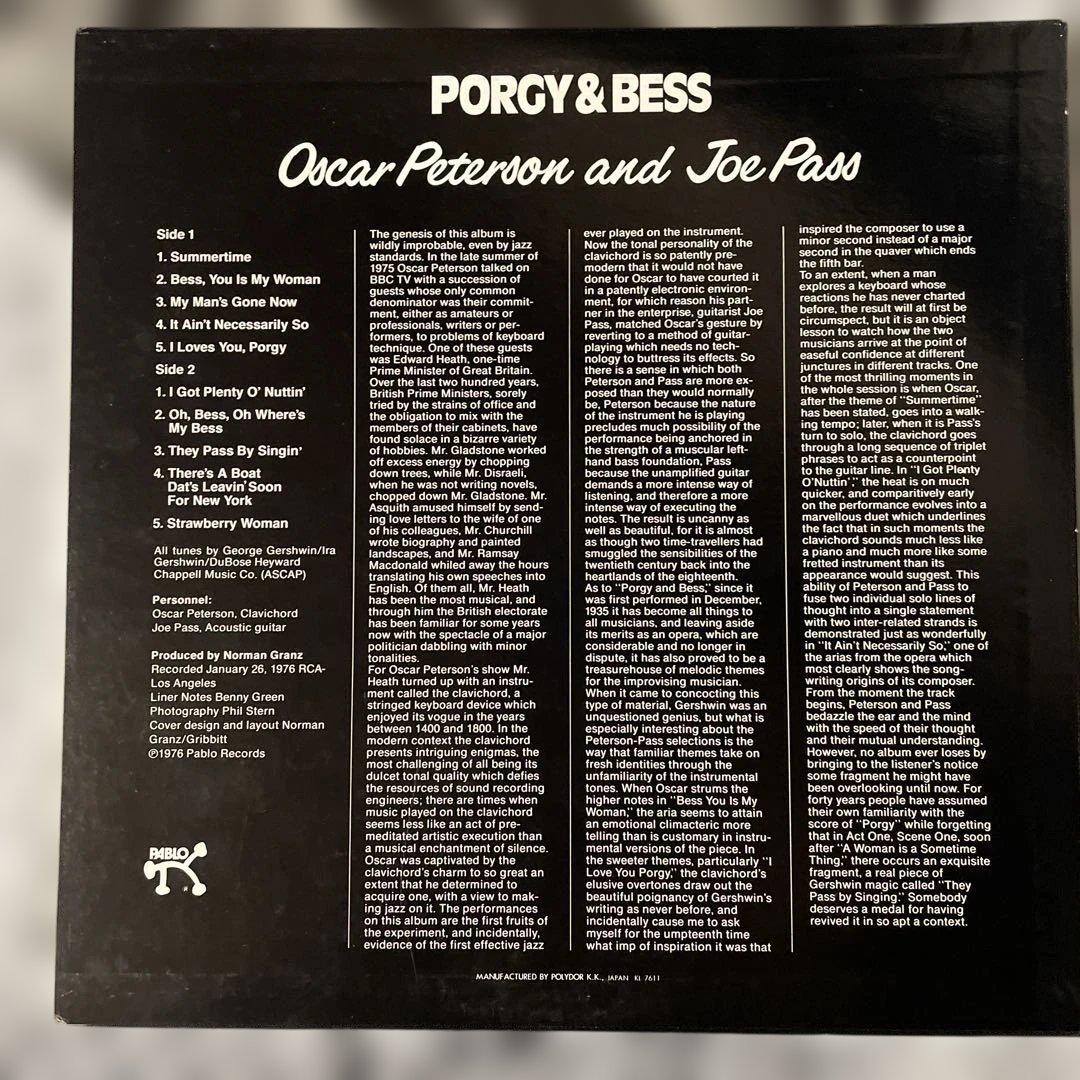 PORGY & BESS
Oscar Peterson and Joe Pass
Side 1
1. Summertime
2. Bess, You Is My Woman
3. My Man's Gone Now
4. It Ain't Necessarily So
5. I Loves You, Porgy
Side 2
1. I Got Plenty O' Nuttin'
2. Oh, Bess, Oh Where's
My Bess
3. They Pass By Singin'
4. There's A Boat
Dat's Leavin' Soon
For New York
5. Strawberry Woman
All tunes by George Gershwin/Ira
Gershwin/DuBose Heyward
Chappell Music Co. (ASCAP)
Personnel:
Oscar Peterson, Clavichord
Joe Pass, Acoustic guitar
Produced by Norman Granz
Recorded January 26, 1976 RCA-
Los Angeles
Liner Notes Benny Green
Photography Phil Stern
Cover design and layout Norman
Granz/Gribbitt
℗1976 Pablo Records
PABLO
The genesis of this album is
wildly improbable, even by jazz
standards. In the late summer of
1975 Oscar Peterson talked on
BBC TV with a succession of
guests whose only common
denominator was their commit-
ment, either as amateurs or
professionals, writers or per-
formers, to problems of keyboard
technique. One of these guests
was Edward Heath, one-time
Prime Minister of Great Britain.
Over the last two hundred years,
British Prime Ministers, sorely
tried by the strains of office and
the obligation to mix with the
members of their cabinets, have
found solace in a bizarre variety
of hobbies. Mr. Gladstone worked
off excess energy by chopping
down trees, while Mr. Disraeli,
when he was not writing novels,
chopped down Mr. Gladstone. Mr.
Asquith amused himself by send-
ing love letters to the wife of one
of his colleagues, Mr. Churchill
wrote biography and painted
landscapes, and Mr. Ramsay
Macdonald whiled away the hours
translating his own speeches into
English. Of them all, Mr. Heath
has been the most musical, and
through him the British electorate
has been familiar for some years
now with the spectacle of a major
politician dabbling with minor
tonalities.
For Oscar Peterson's show Mr.
Heath turned up with an instru-
ment called the clavichord, a
stringed keyboard device which
enjoyed its vogue in the years
between 1400 and 1800. In the
modern context the clavichord
presents intriguing enigmas, the
most challenging of all being its
dulcet tonal quality which defies
the resources of sound recording
engineers; there are times when
music played on the clavichord
seems less like an act of pre-
meditated artistic execution than
a musical enchantment of silence.
Oscar was captivated by the
clavichord's charm to so great an
extent that he determined to
acquire one, with a view to mak-
ing jazz on it. The performances
on this album are the first fruits of
the experiment, and incidentally,
evidence of the first effective jazz
ever played on the instrument.
Now the tonal personality of the
clavichord is so patently pre-
modern that it would not have
done for Oscar to have courted it
in a patently electronic environ-
ment, for which reason his part-
ner in the enterprise, guitarist Joe
Pass, matched Oscar's gesture by
reverting to a method of guitar-
playing which needs no tech-
nology to buttress its effects. So
there is a sense in which both
Peterson and Pass are more ex-
posed than they would normally
be, Peterson because the nature
of the instrument he is playing
precludes much possibility of the
performance being anchored in
the strength of a muscular left-
hand bass foundation, Pass
because the unamplified guitar
demands a more intense way of
listening, and therefore a more
intense way of executing the
notes. The result is uncanny as
well as beautiful, for it is almost
as though two time-travellers had
smuggled the sensibilities of the
twentieth century back into the
heartlands of the eighteenth.
As to "Porgy and Bess," since it
was first performed in December,
1935 it has become all things to
all musicians, and leaving aside
its merits as an opera, which are
considerable and no longer in
dispute, it has also proved to be a
treasurehouse of melodic themes
for the improvising musician.
When it came to concocting this
type of material, Gershwin was an
unquestioned genius, but what is
especially interesting about the
Peterson-Pass selections is the
way that familiar themes take on
fresh identities through the
unfamiliarity of the instrumental
tones. When Oscar strums the
higher notes in "Bess You Is My
Woman," the aria seems to attain
an emotional climacteric more
telling than is customary in instru-
mental versions of the piece. In
the sweeter themes, particularly "I
Love You Porgy," the clavichord's
elusive overtones draw out the
beautiful poignancy of Gershwin's
writing as never before, and
incidentally cause me to ask
myself for the umpteenth time
what imp of inspiration it was that
inspired the composer to use a
minor second instead of a major
second in the quaver which ends
the fifth bar.
To an extent, when a man
explores a keyboard whose
reactions he has never charted
before, the result will at first be
circumspect, but it is an object
lesson to watch how the two
musicians arrive at the point of
easeful confidence at different
junctures in different tracks. One
of the most thrilling moments in
the whole session is when Oscar,
after the theme of "Summertime"
has been stated, goes into a walk-
ing tempo; later, when it is Pass's
turn to solo, the clavichord goes
through a long sequence of triplet
phrases to act as a counterpoint
to the guitar line. In "I Got Plenty
O'Nuttin'," the heat is on much
quicker, and comparitively early
on the performance evolves into a
marvellous duet which underlines
the fact that in such moments the
clavichord sounds much less like
a piano and much more like some
fretted instrument than its
appearance would suggest. This
ability of Peterson and Pass to
fuse two individual solo lines of
thought into a single statement
with two inter-related strands is
demonstrated just as wonderfully
in "It Ain't Necessarily So," one of
the arias from the opera which
most clearly shows the song-
writing origins of its composer.
From the moment the track
begins, Peterson and Pass
bedazzle the ear and the mind
with the speed of their thought
and their mutual understanding.
However, no album ever loses by
bringing to the listener's notice
some fragment he might have
been overlooking until now. For
forty years people have assumed
their own familiarity with the
score of "Porgy" while forgetting
that in Act One, Scene One, soon
after "A Woman is a Sometime
Thing," there occurs an exquisite
fragment, a real piece of
Gershwin magic called "They
Pass by Singing." Somebody
deserves a medal for having
revived it in so apt a context.
MANUFACTURED BY POLYDOR K.K., JAPAN KI 7611